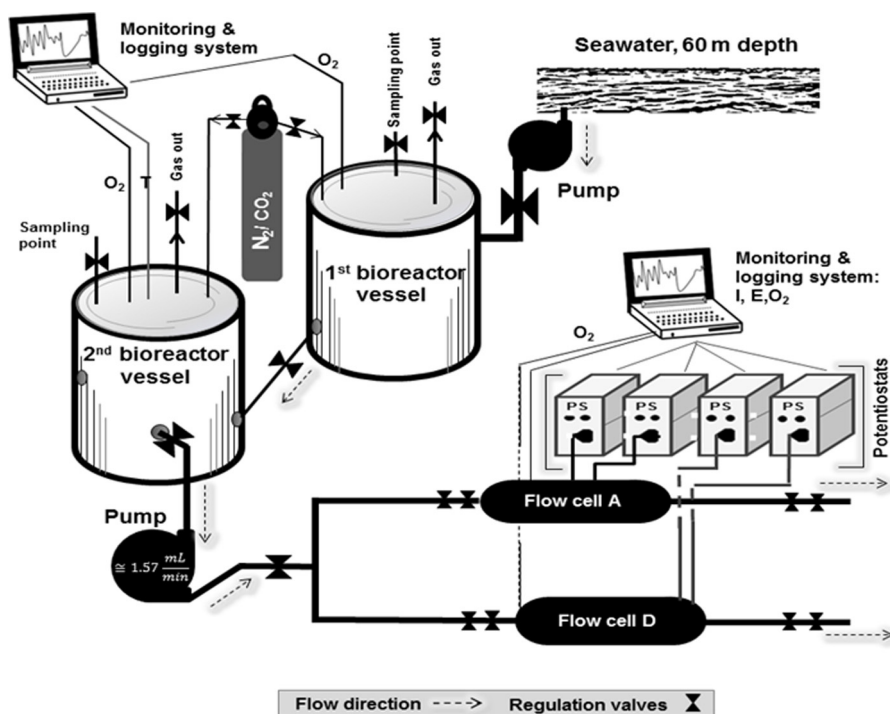 Monitoring &
logging system
O₂
Sampling point
Gas out
Seawater, 60 m depth
Pump
O₂
T
Gas out
N₂/ CO₂
Sampling
point
1ˢᵗ bioreactor
vessel
2ⁿᵈ bioreactor
vessel
Monitoring &
logging system:
I, E,O₂
O₂
PS
PS
PS
PS
Potentiostats
Pump
≅ 1.57 mL/min
Flow cell A
Flow cell D
Flow direction
Regulation valves